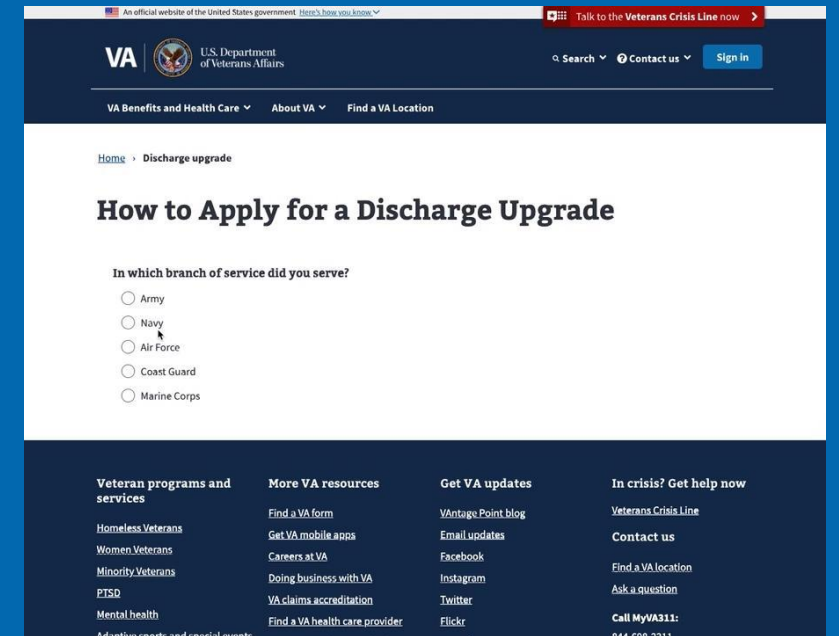 An official website of the United States government Here's how you know
Talk to the Veterans Crisis Line now
VA
U.S. Department
of Veterans Affairs
Search
Contact us
Sign in
VA Benefits and Health Care
About VA
Find a VA Location
Home › Discharge upgrade
How to Apply for a Discharge Upgrade
In which branch of service did you serve?
Army
Navy
Air Force
Coast Guard
Marine Corps
Veteran programs and
services
Homeless Veterans
Women Veterans
Minority Veterans
PTSD
Mental health
Adaptive sports and special events
More VA resources
Find a VA form
Get VA mobile apps
Careers at VA
Doing business with VA
VA claims accreditation
Find a VA health care provider
Get VA updates
VAntage Point blog
Email updates
Facebook
Instagram
Twitter
Flickr
In crisis? Get help now
Veterans Crisis Line
Contact us
Find a VA location
Ask a question
Call MyVA311: